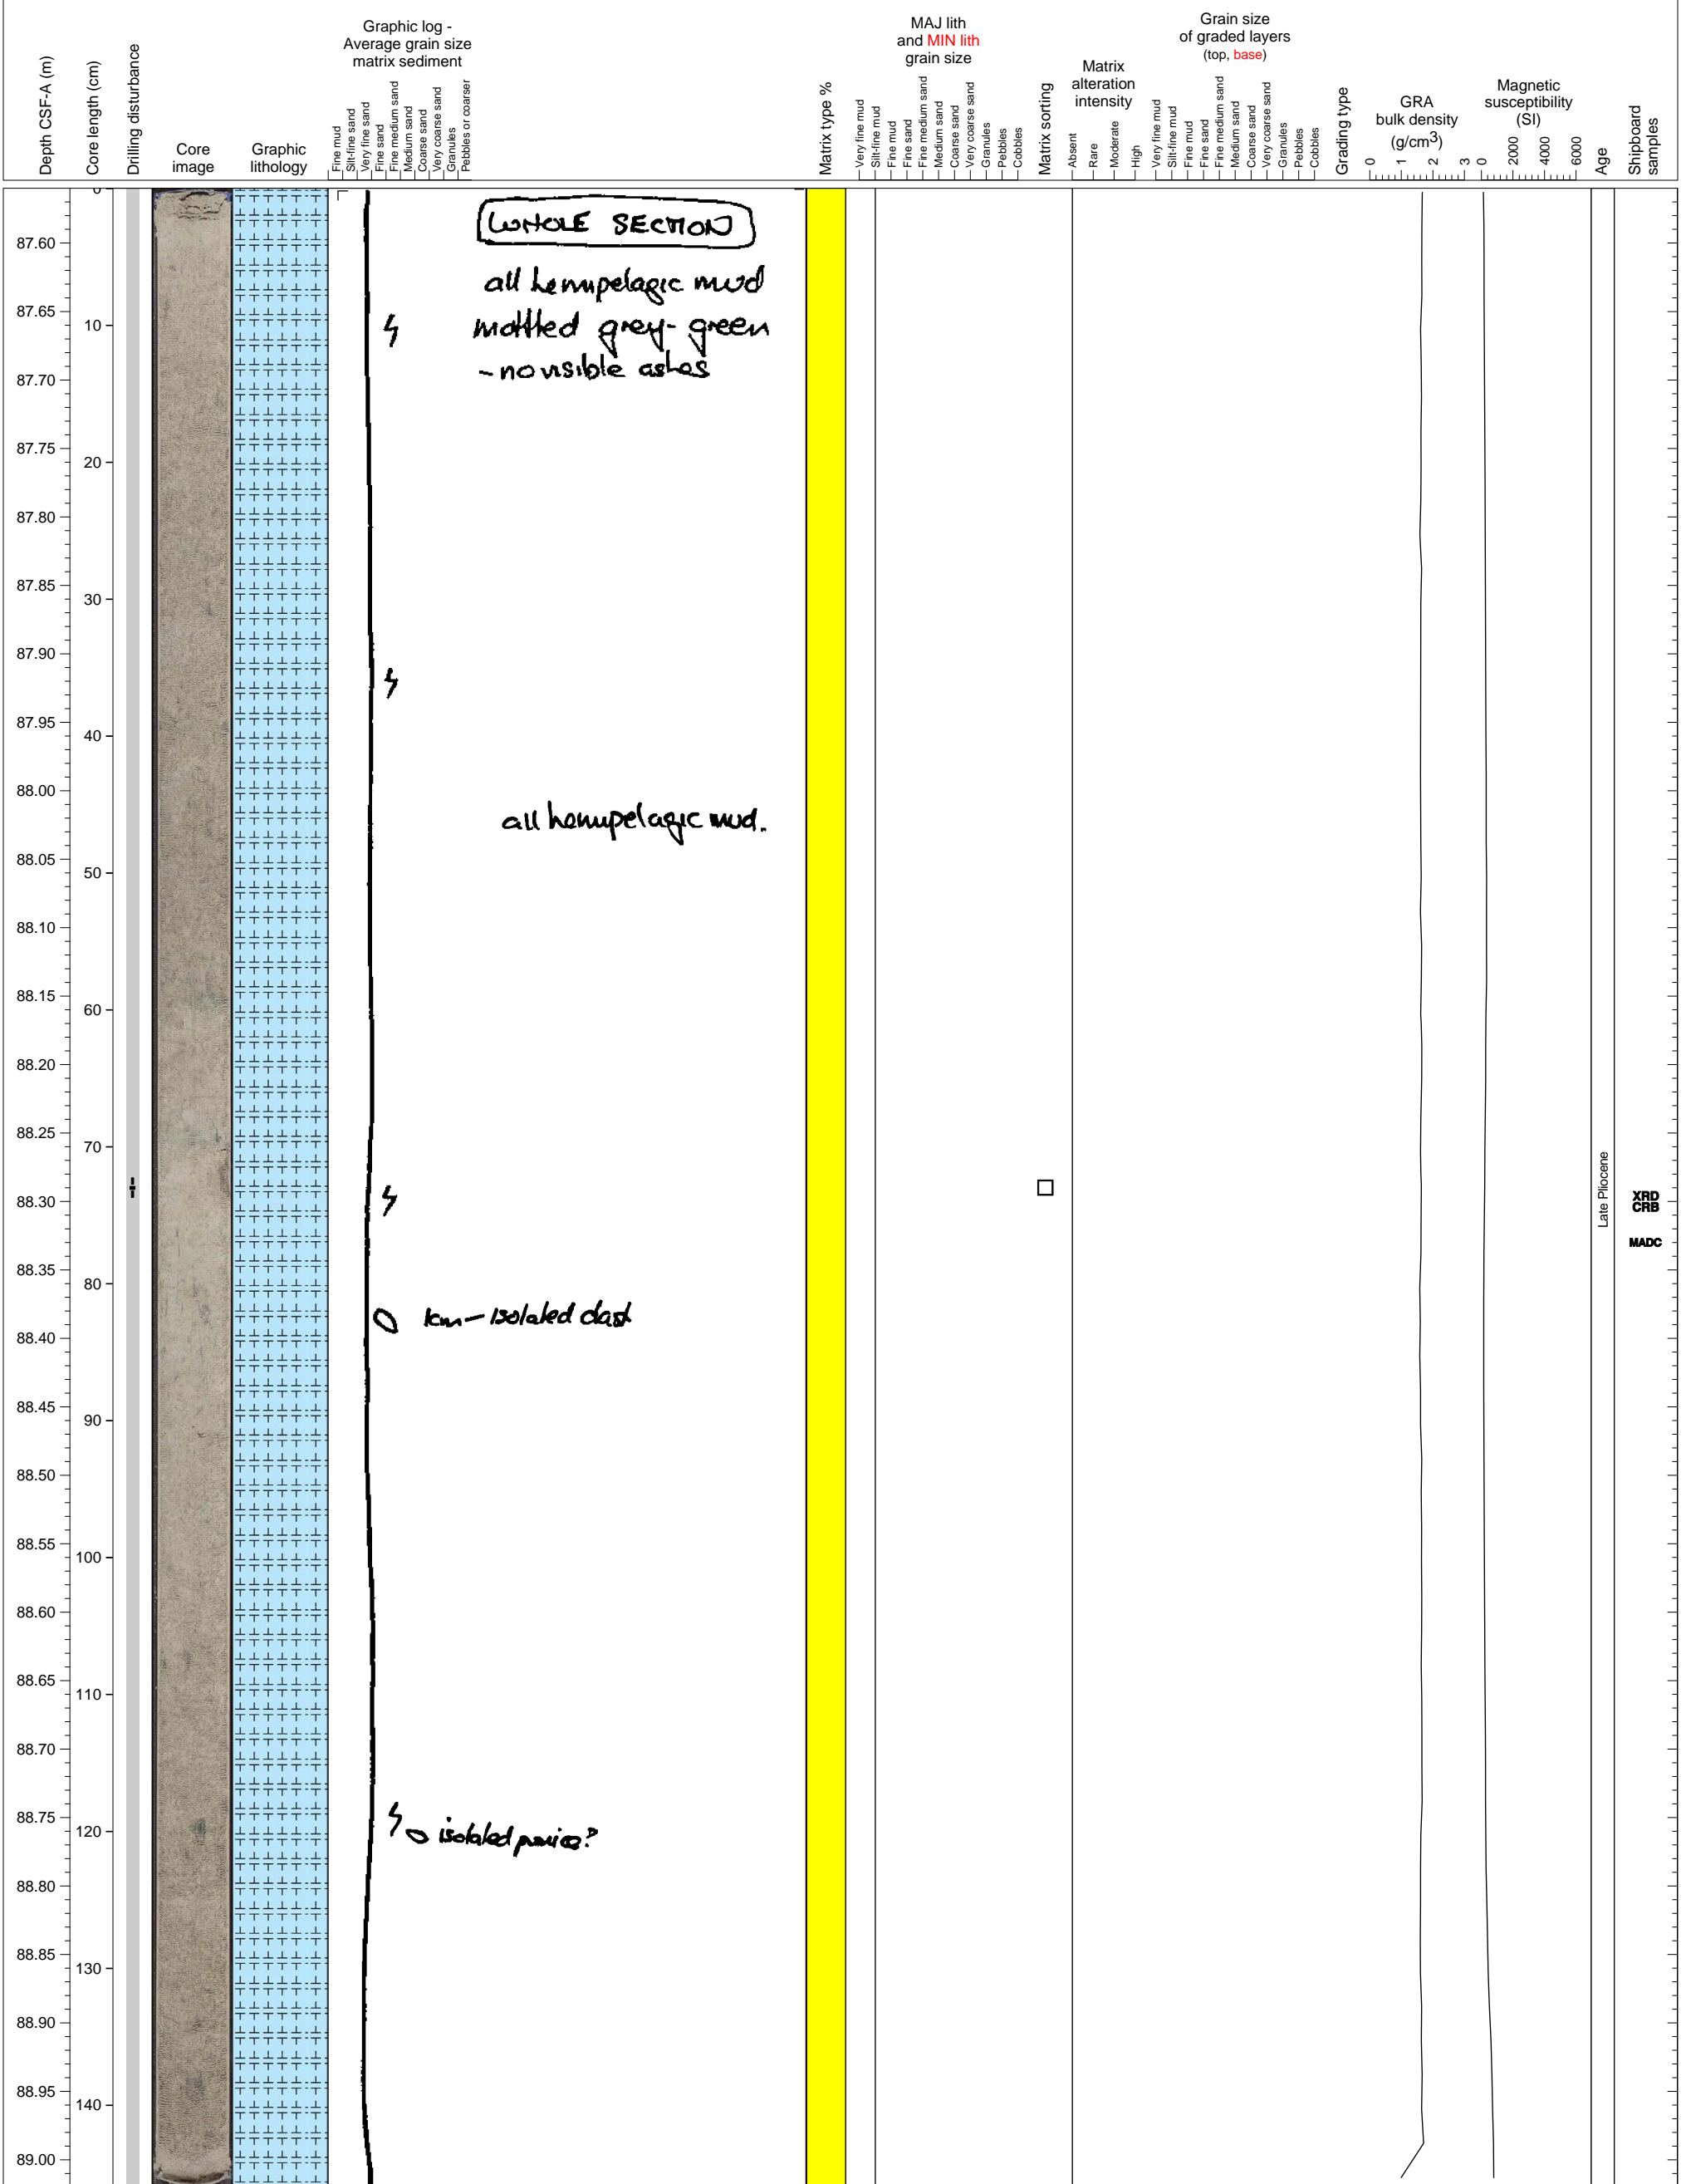 Depth CSF-A (m)
Core length (cm)
Drilling disturbance
Core
image
Graphic
lithology
Graphic log -
Average grain size
matrix sediment
Fine mud
Silt-fine sand
Very fine sand
Fine sand
Fine medium sand
Medium sand
Coarse sand
Very coarse sand
Granules
Pebbles or coarser
Matrix type %
MAJ lith
and MIN lith
grain size
Very fine mud
Silt-fine mud
Fine mud
Fine sand
Fine medium sand
Medium sand
Coarse sand
Very coarse sand
Granules
Pebbles
Cobbles
Matrix sorting
Matrix
alteration
intensity
Absent
Rare
Moderate
High
Grain size
of graded layers
(top, base)
Very fine mud
Silt-fine mud
Fine mud
Fine sand
Fine medium sand
Medium sand
Coarse sand
Very coarse sand
Granules
Pebbles
Cobbles
Grading type
GRA
bulk density
(g/cm3)
0 1 2 3
Magnetic
susceptibility
(SI)
0 2000 4000 6000
Age
Shipboard
samples
0
WHOLE SECTION
87.60
all hemipelagic mud
87.65
10
mottled grey-green
- no visible ashes
87.70
87.75
20
87.80
87.85
30
87.90
87.95
40
88.00
all hemipelagic mud.
88.05
50
88.10
88.15
60
88.20
88.25
70
88.30
Late Pliocene
XRD
CRB
MADC
88.35
80
1cm - isolated clast
88.40
88.45
90
88.50
88.55
100
88.60
88.65
110
88.70
88.75
120
isolated pumice?
88.80
88.85
130
88.90
88.95
140
89.00